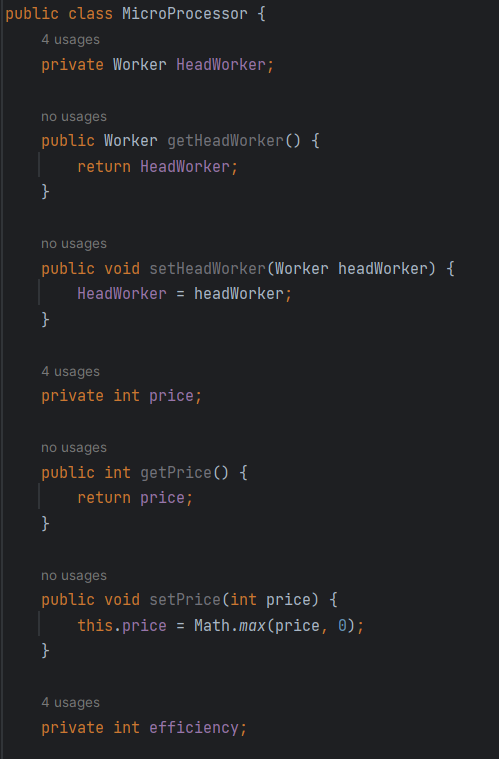 public class MicroProcessor {
4 usages
private Worker HeadWorker;
no usages
public Worker getHeadWorker() {
return HeadWorker;
}
no usages
public void setHeadWorker(Worker headWorker) {
HeadWorker = headWorker;
}
4 usages
private int price;
no usages
public int getPrice() {
return price;
}
no usages
public void setPrice(int price) {
this.price = Math.max(price, 0);
}
4 usages
private int efficiency;